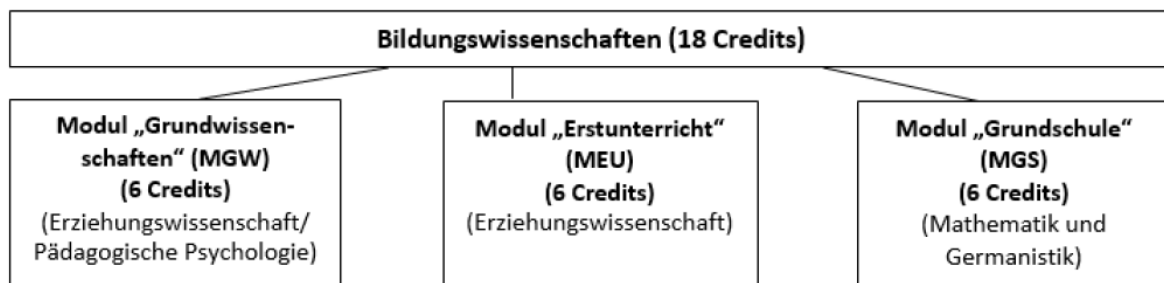 Bildungswissenschaften (18 Credits)
Modul „Grundwissen-
schaften“ (MGW)
(6 Credits)
(Erziehungswissenschaft/
Pädagogische Psychologie)
Modul „Erstunterricht“
(MEU)
(6 Credits)
(Erziehungswissenschaft)
Modul „Grundschule“
(MGS)
(6 Credits)
(Mathematik und
Germanistik)